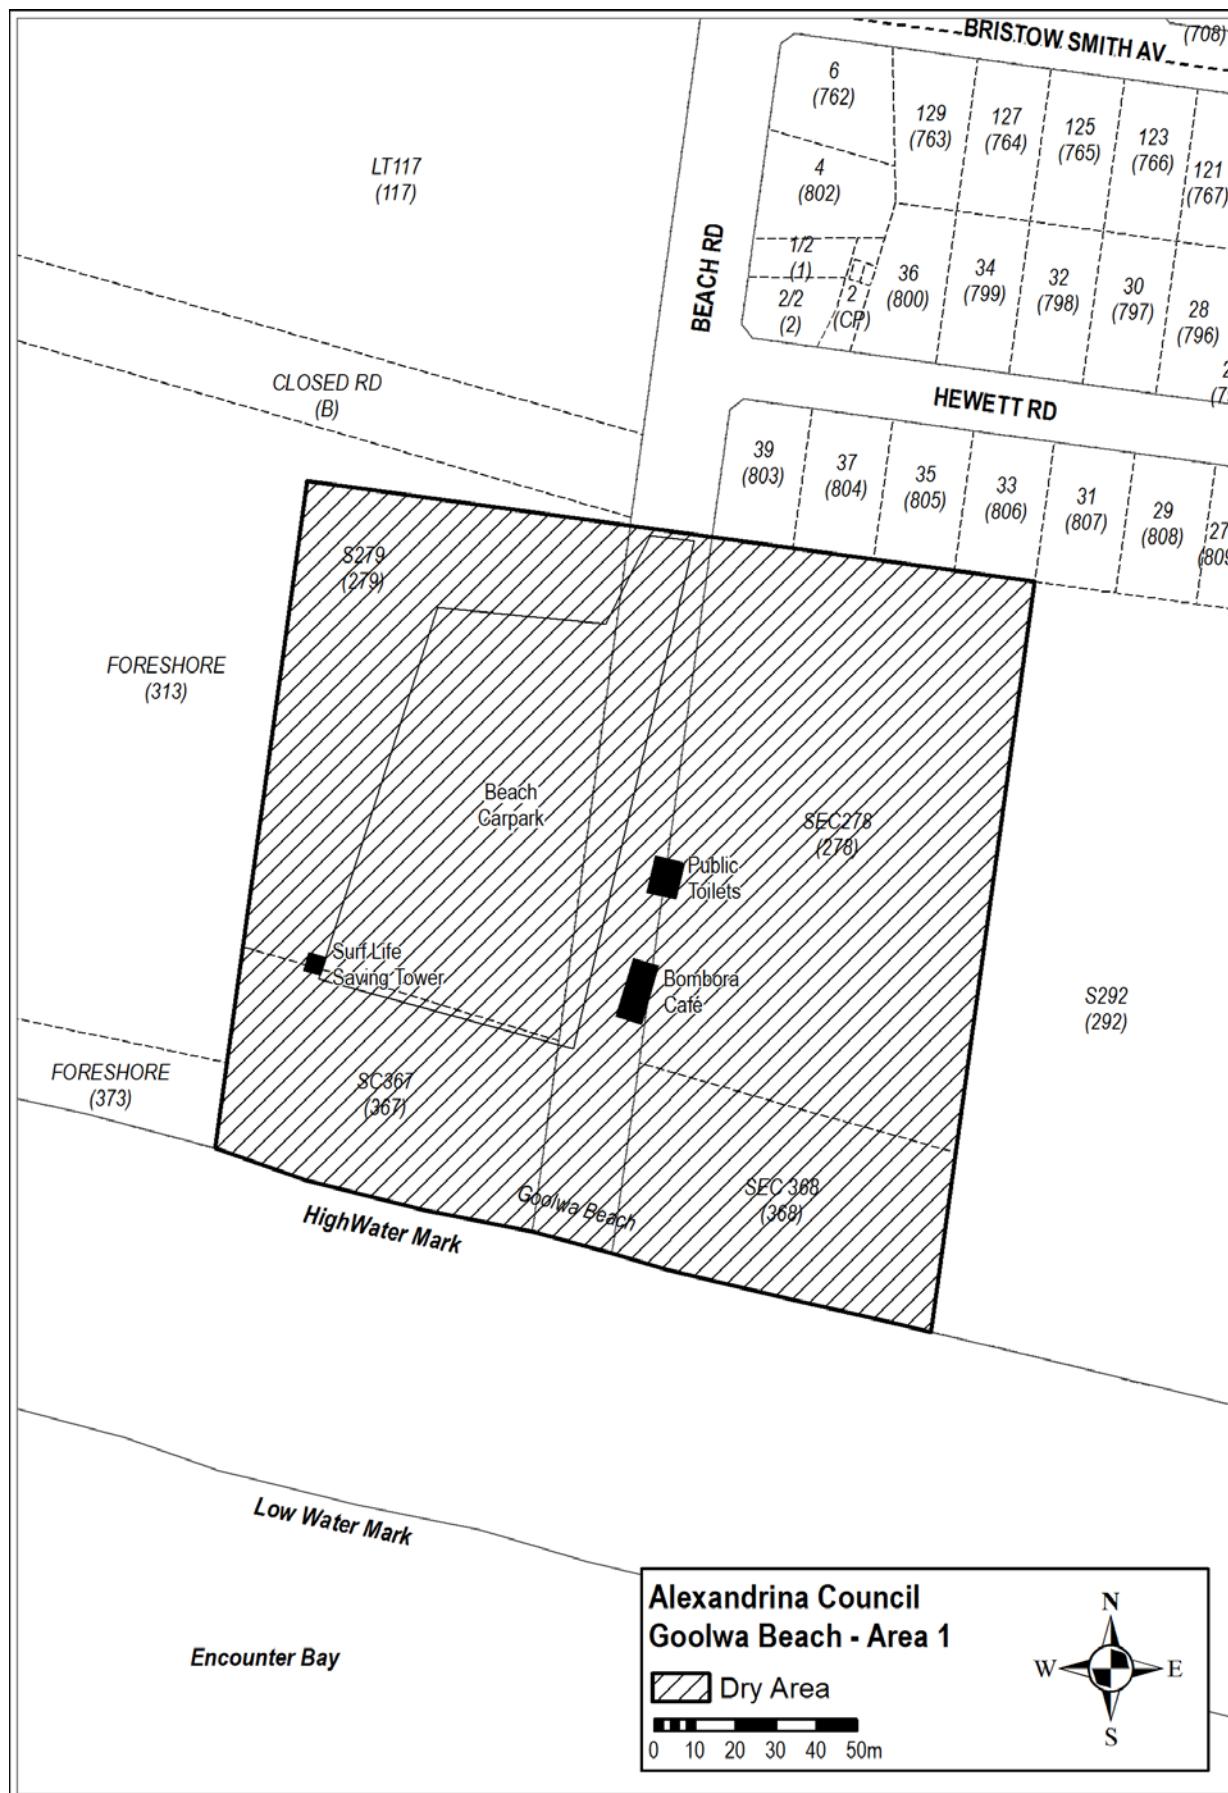 BRISTOW SMITH AV
(708)
6
(762)
129
(763)
127
(764)
125
(765)
123
(766)
121
(767)
LT117
(117)
4
(802)
BEACH RD
1/2
(1)
2/2
(2)
2
(CP)
36
(800)
34
(799)
32
(798)
30
(797)
28
(796)
CLOSED RD
(B)
HEWETT RD
39
(803)
37
(804)
35
(805)
33
(806)
31
(807)
29
(808)
27
(809
S279
(279)
FORESHORE
(313)
Beach
Carpark
SEC278
(278)
Public
Toilets
Surf Life
Saving Tower
Bombora
Café
S292
(292)
FORESHORE
(373)
SC367
(367)
Goolwa Beach
SEC 368
(368)
HighWater Mark
Low Water Mark
Encounter Bay
Alexandrina Council
Goolwa Beach - Area 1
Dry Area
0 10 20 30 40 50m
N
W E
S